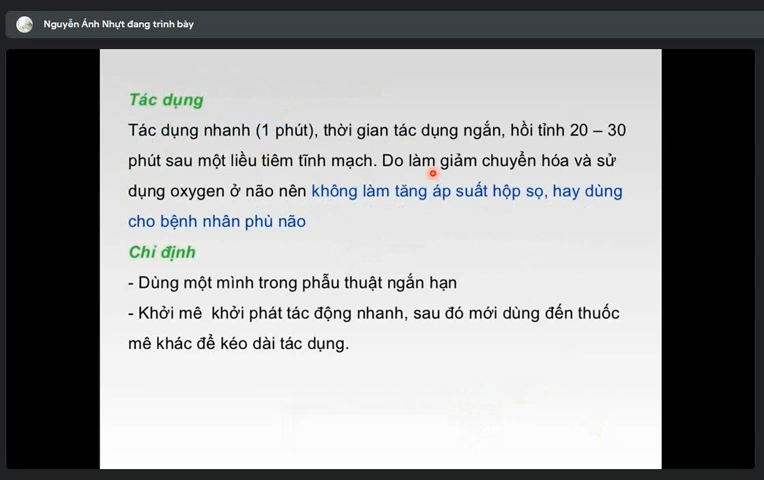 Nguyễn Ánh Nhựt đang trình bày
Tác dụng
Tác dụng nhanh (1 phút), thời gian tác dụng ngắn, hồi tỉnh 20 – 30
phút sau một liều tiêm tĩnh mạch. Do làm giảm chuyển hóa và sử
dụng oxygen ở não nên không làm tăng áp suất hộp sọ, hay dùng
cho bệnh nhân phù não
Chỉ định
- Dùng một mình trong phẫu thuật ngắn hạn
- Khởi mê khởi phát tác động nhanh, sau đó mới dùng đến thuốc
mê khác để kéo dài tác dụng.